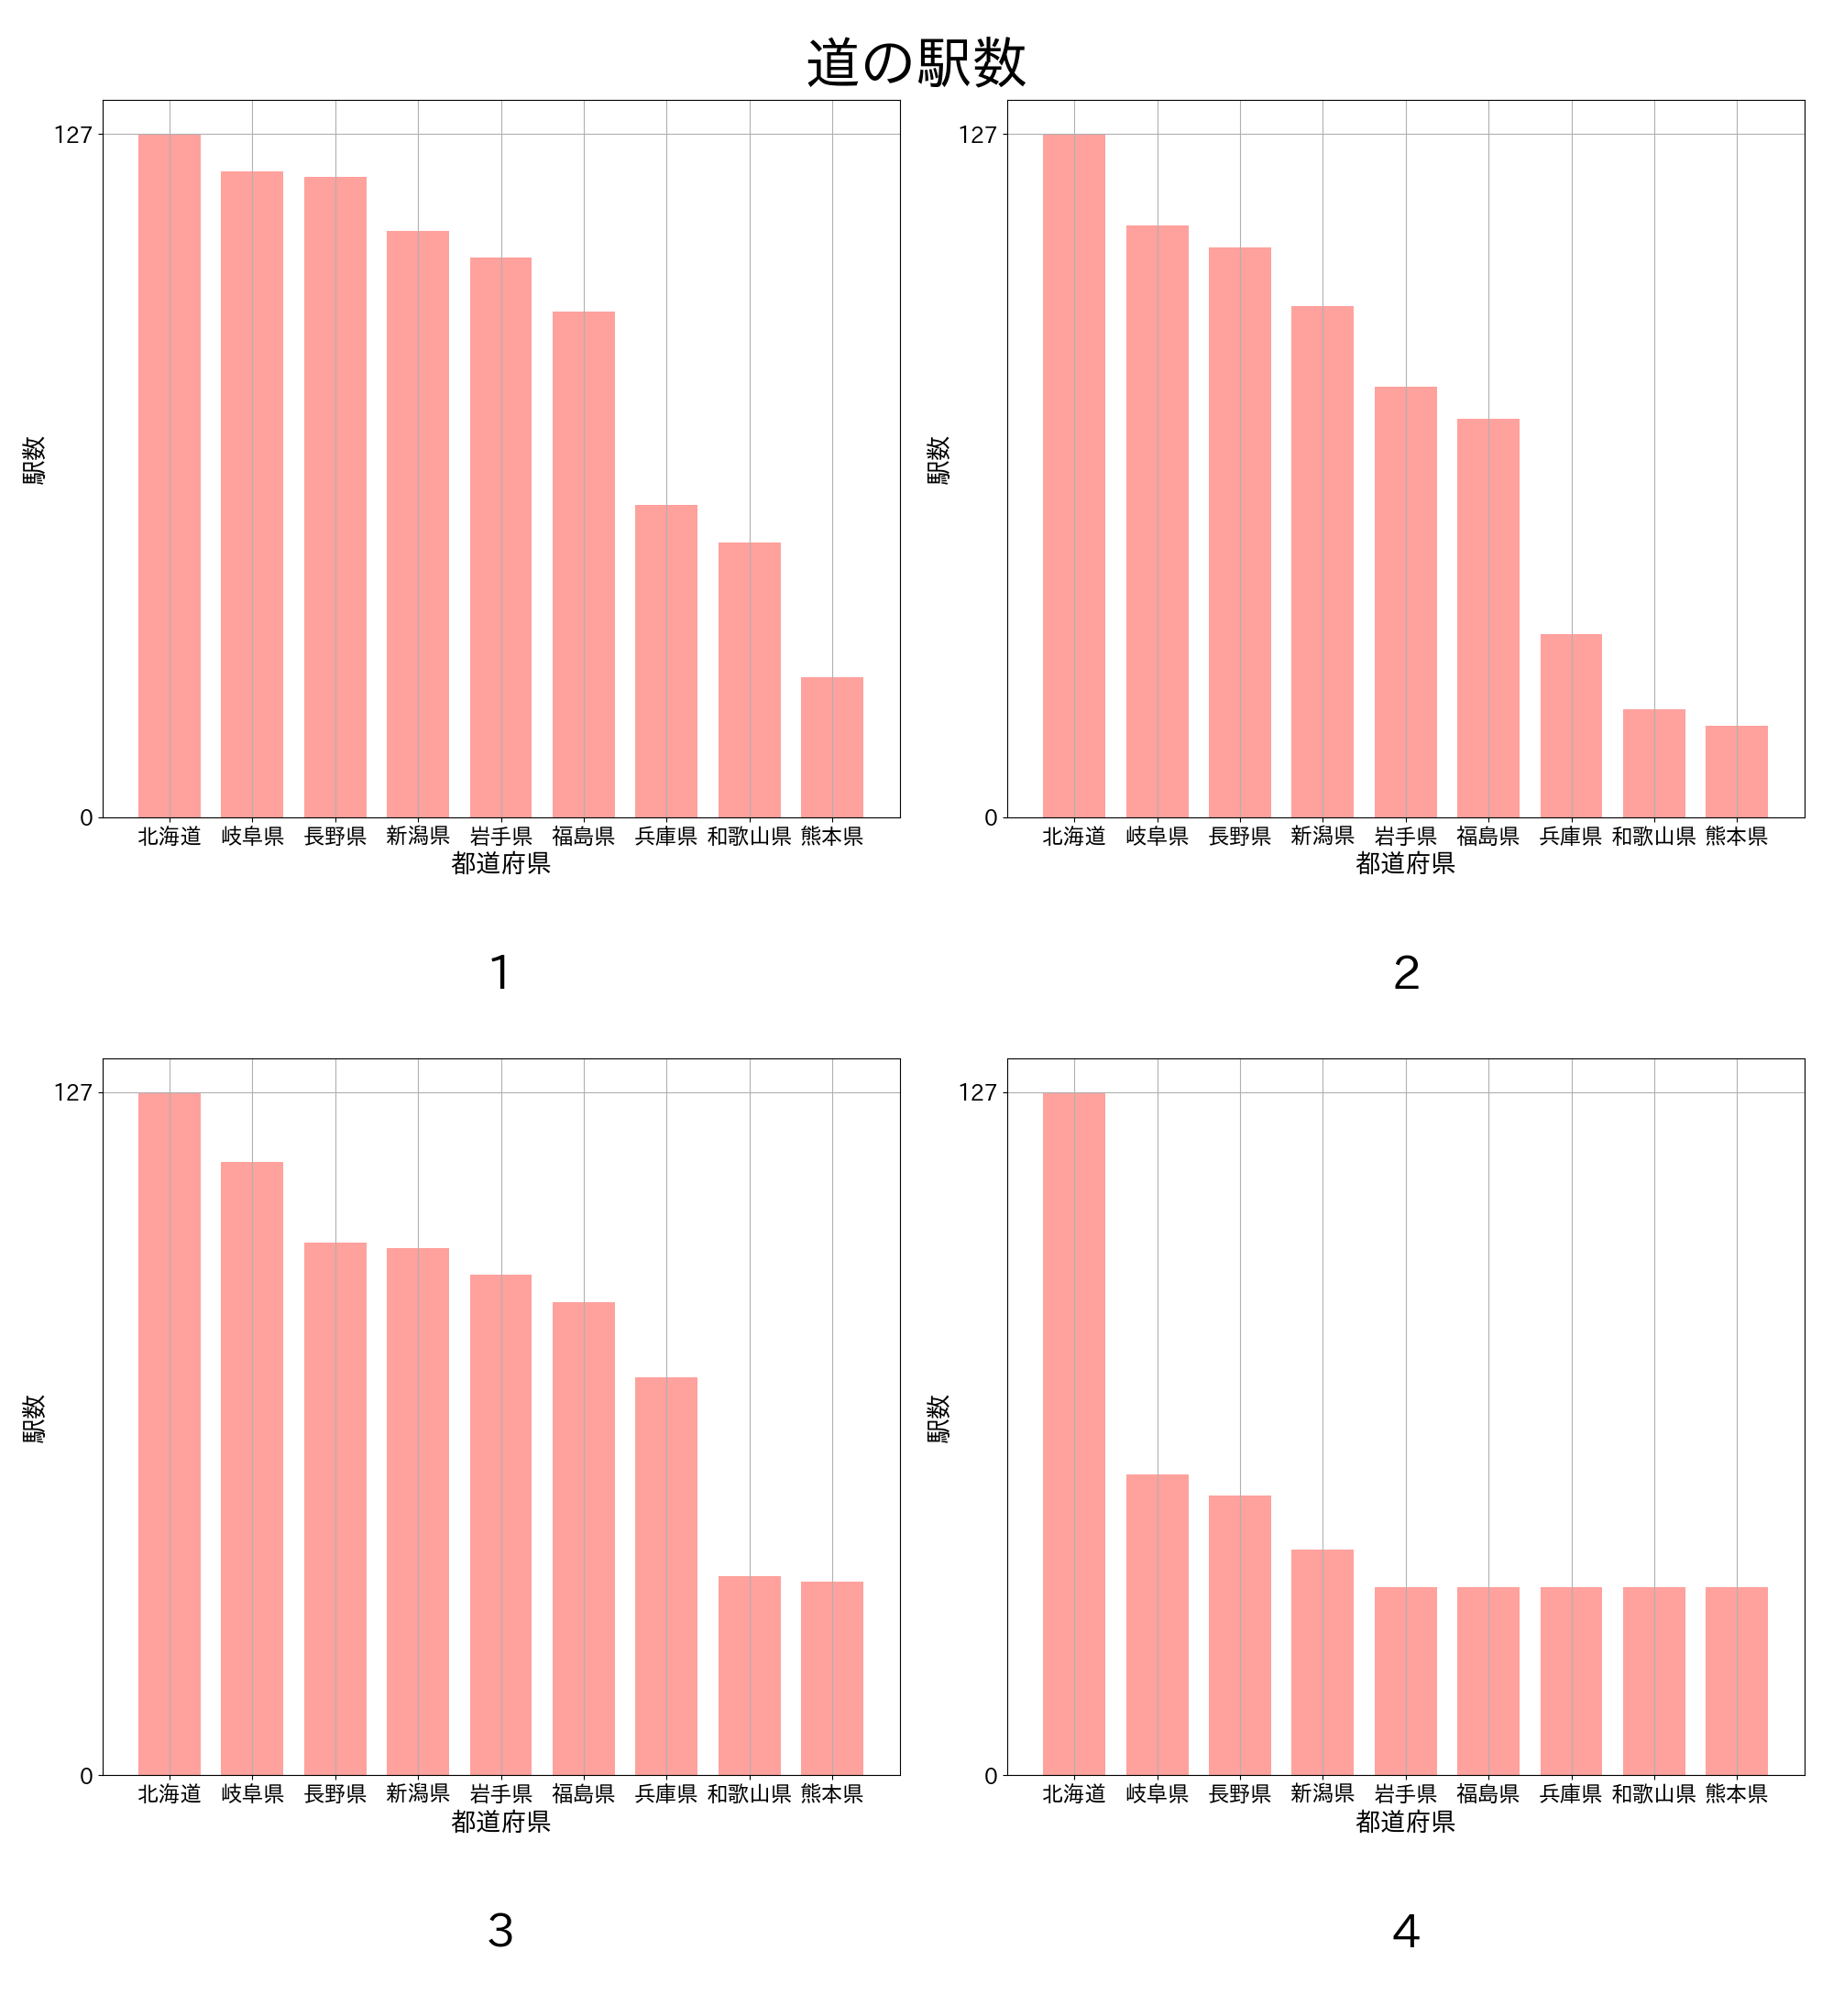 道の駅数
127
0
駅数
北海道 岐阜県 長野県 新潟県 岩手県 福島県 兵庫県 和歌山県 熊本県
都道府県
1
127
0
駅数
北海道 岐阜県 長野県 新潟県 岩手県 福島県 兵庫県 和歌山県 熊本県
都道府県
2
127
0
駅数
北海道 岐阜県 長野県 新潟県 岩手県 福島県 兵庫県 和歌山県 熊本県
都道府県
3
127
0
駅数
北海道 岐阜県 長野県 新潟県 岩手県 福島県 兵庫県 和歌山県 熊本県
都道府県
4